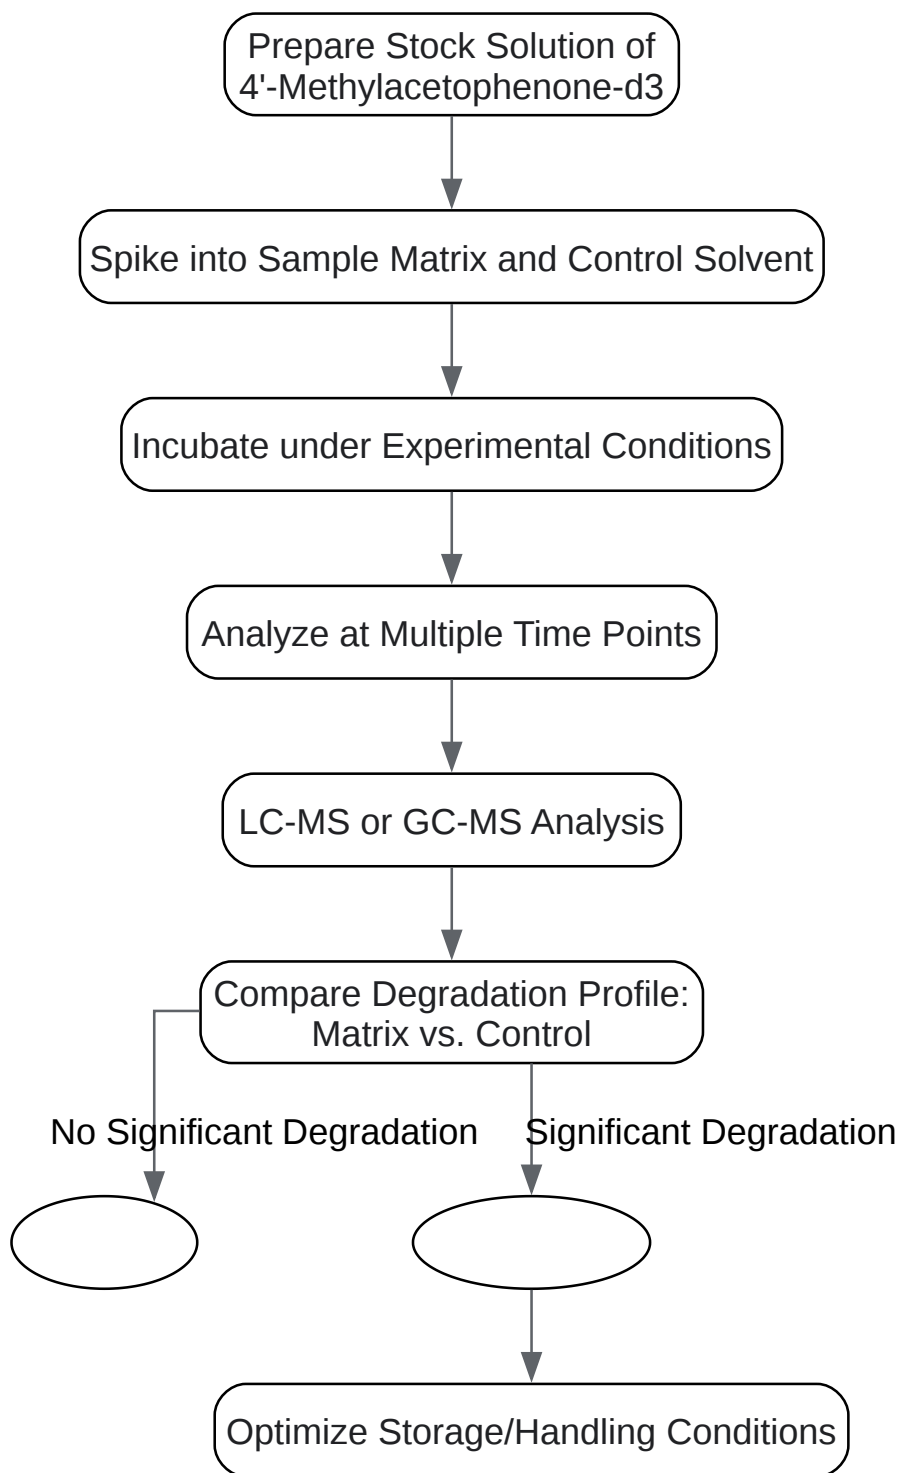 Prepare Stock Solution of
4'-Methylacetophenone-d3
Spike into Sample Matrix and Control Solvent
Incubate under Experimental Conditions
Analyze at Multiple Time Points
LC-MS or GC-MS Analysis
Compare Degradation Profile:
Matrix vs. Control
No Significant Degradation
Significant Degradation
Optimize Storage/Handling Conditions